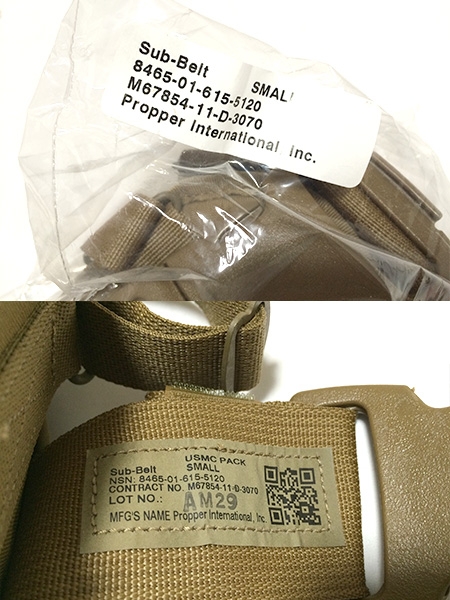 Sub-Belt SMALL
8465-01-615-5120
M67854-11-D-3070
Propper International, Inc.
USMC PACK
Sub-Belt SMALL
NSN: 8465-01-615-5120
CONTRACT NO. M67854-11-D-3070
LOT NO.: AM29
MFG'S NAME Propper International, Inc.